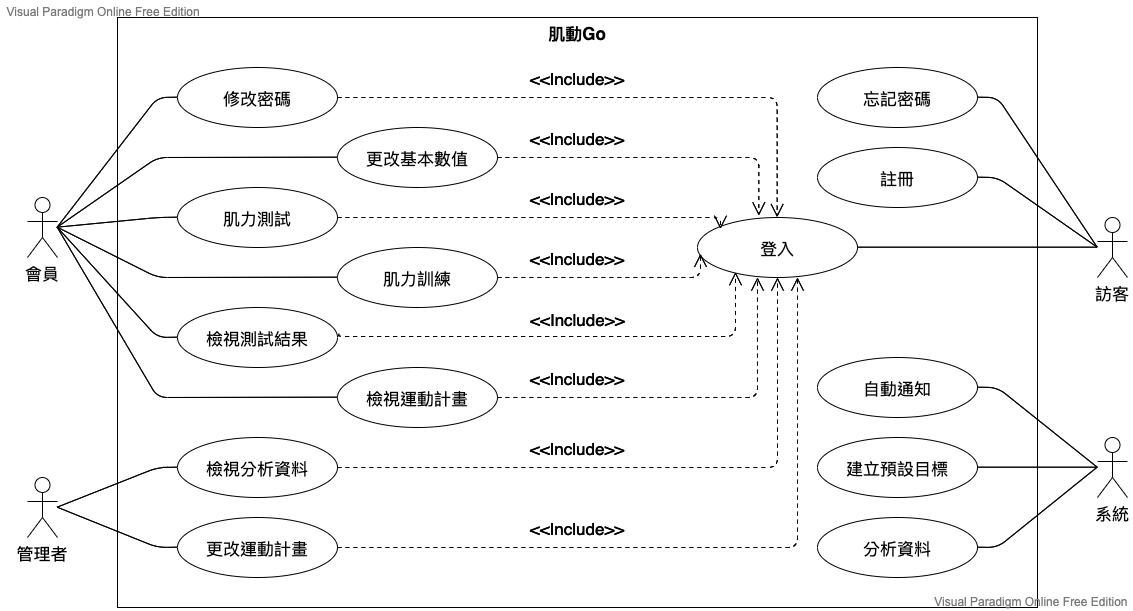 Visual Paradigm Online Free Edition
肌動Go
修改密碼
<<Include>>
忘記密碼
更改基本數值
<<Include>>
註冊
肌力測試
<<Include>>
登入
會員
訪客
肌力訓練
<<Include>>
檢視測試結果
<<Include>>
檢視運動計畫
<<Include>>
自動通知
檢視分析資料
<<Include>>
建立預設目標
系統
管理者
更改運動計畫
<<Include>>
分析資料
Visual Paradigm Online Free Edition